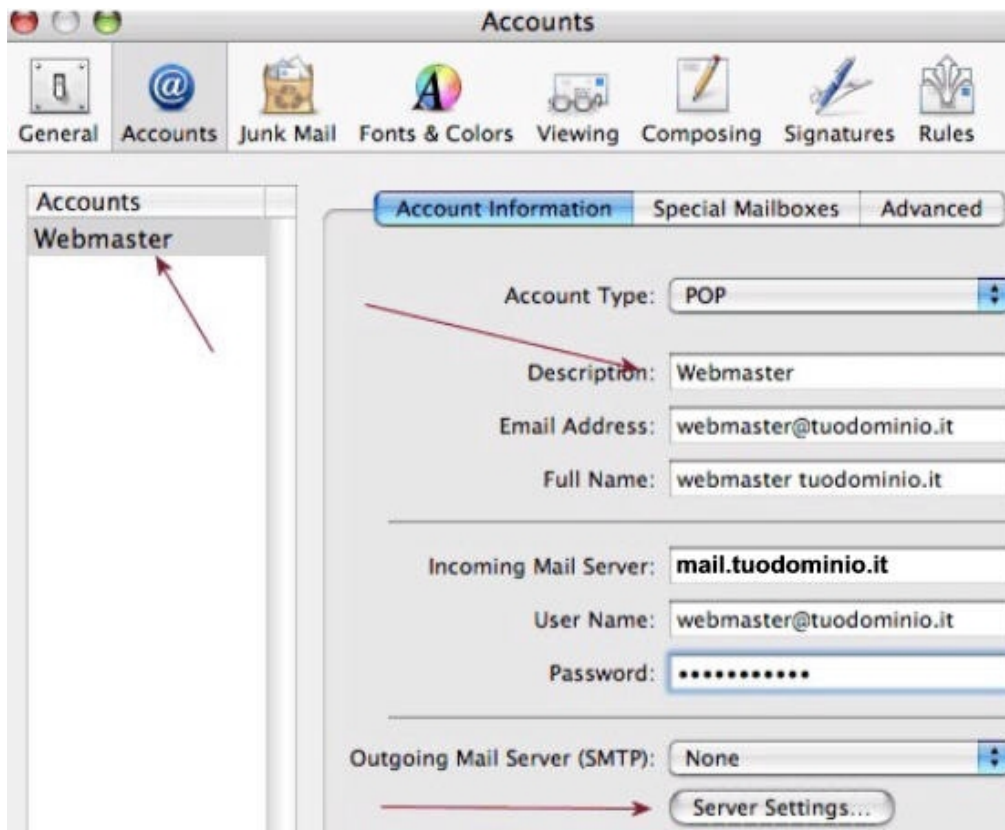 Accounts
General Accounts Junk Mail Fonts & Colors Viewing Composing Signatures Rules
Accounts
Webmaster
Account Information Special Mailboxes Advanced
Account Type: POP
Description: Webmaster
Email Address: webmaster@tuodominio.it
Full Name: webmaster tuodominio.it
Incoming Mail Server: mail.tuodominio.it
User Name: webmaster@tuodominio.it
Password: •••••••••••
Outgoing Mail Server (SMTP): None
Server Settings...